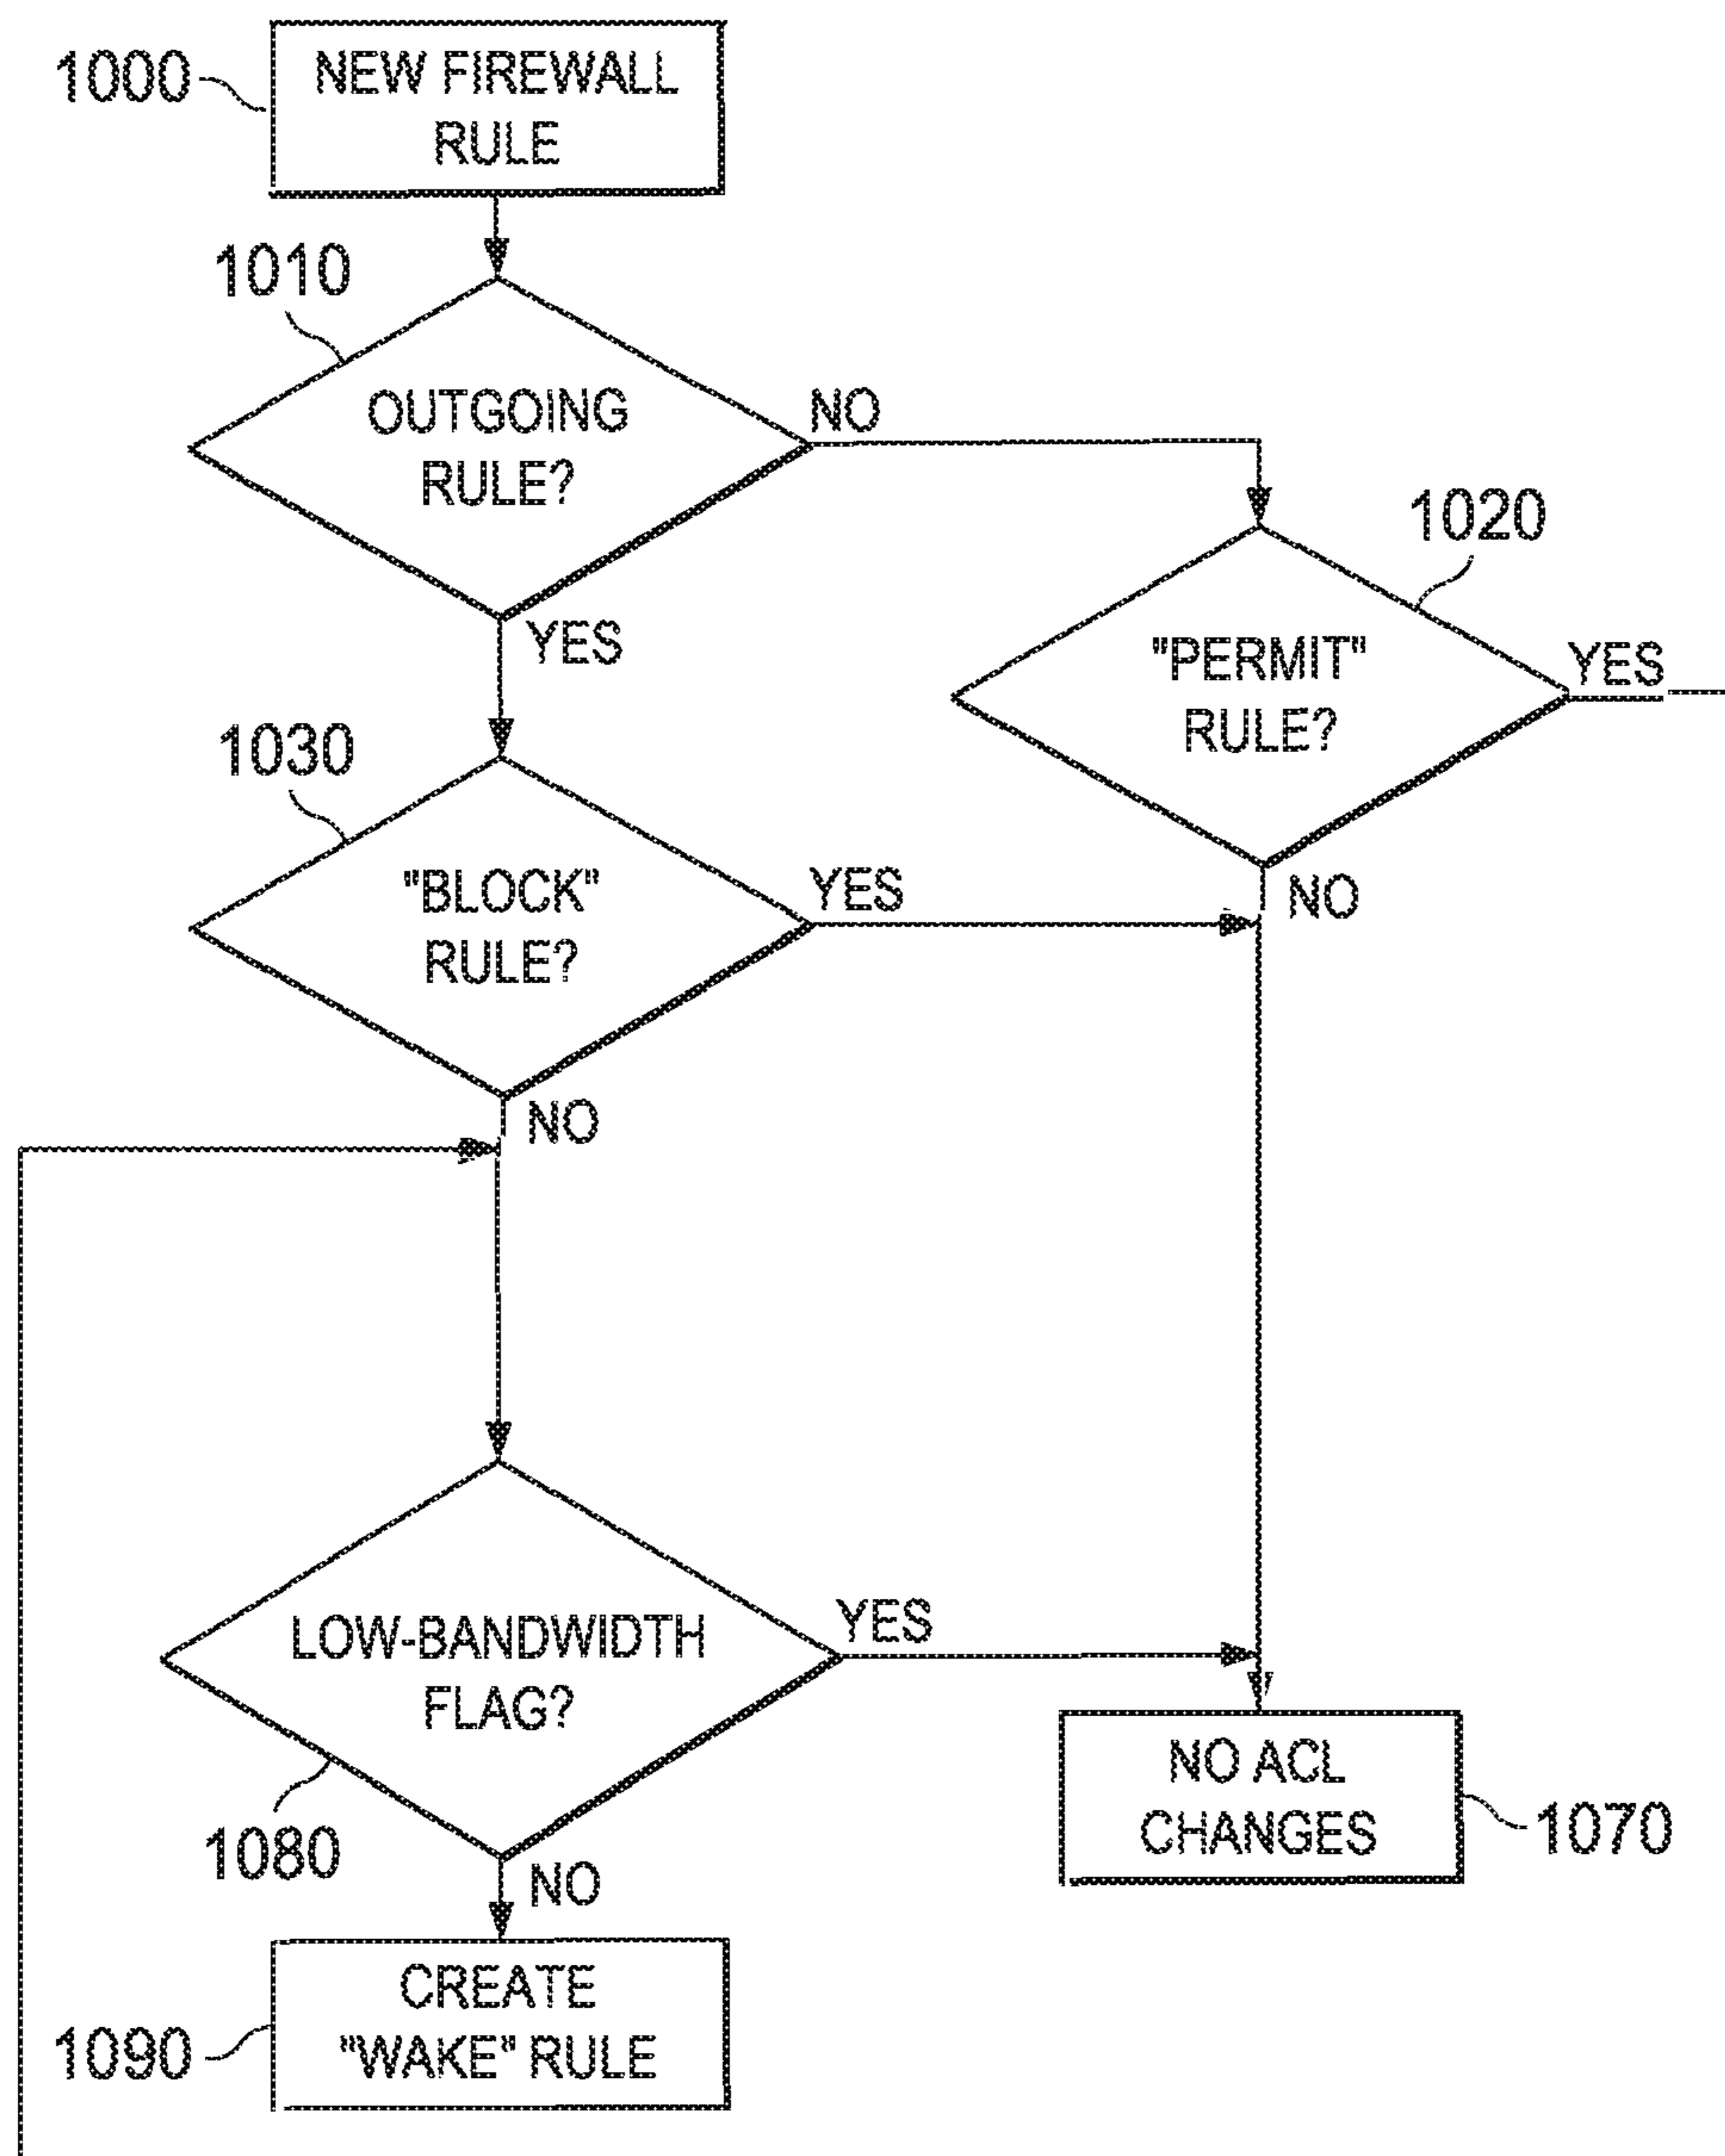 1000
NEW FIREWALL
RULE
1010
OUTGOING
RULE?
NO
YES
1020
"PERMIT"
RULE?
YES
NO
1030
"BLOCK"
RULE?
YES
NO
LOW-BANDWIDTH
FLAG?
YES
1080
NO
NO ACL
CHANGES
1070
CREATE
"WAKE" RULE
1090